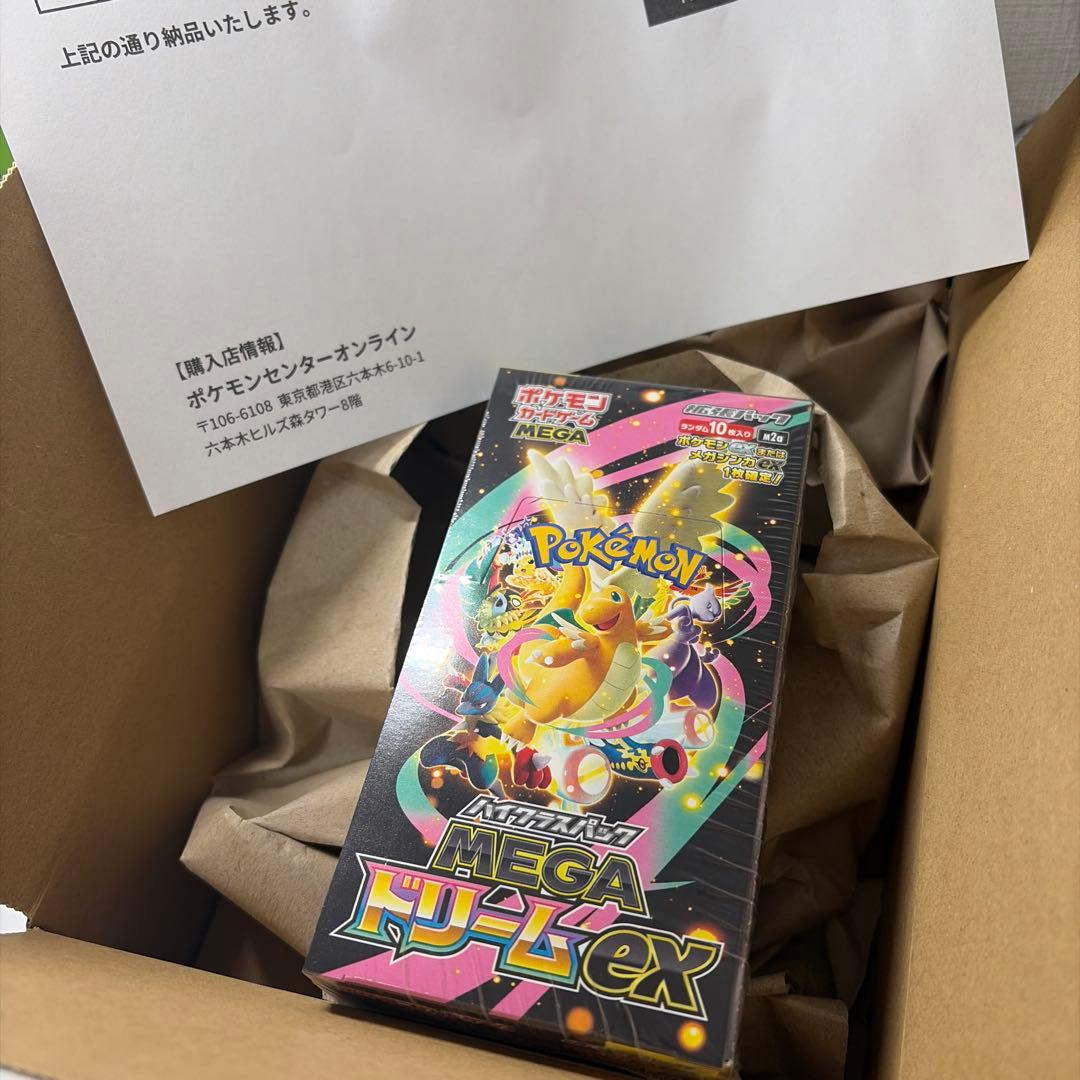 上記の通り納品いたします。
【購入店情報】
ポケモンセンターオンライン
〒106-6108 東京都港区六本木6-10-1
六本木ヒルズ森タワー8階
ポケモン
カードゲーム
MEGA
拡張パック
ランダム10枚入り M2a
ポケモンexまたは
メガシンカex
1枚確定!
POKéMON
ハイクラスパック
MEGA
ドリームex